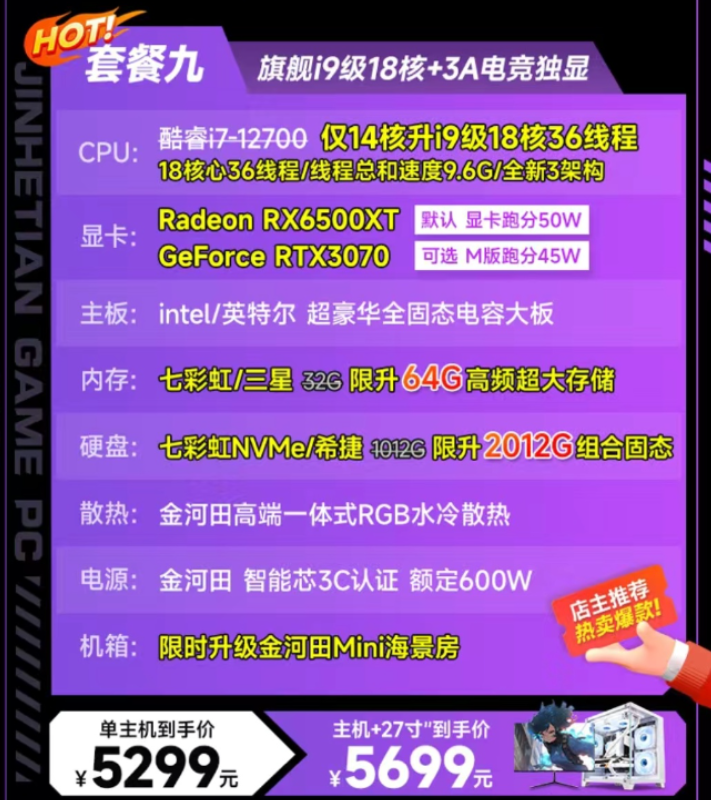 HOT!
套餐九
旗舰i9级18核+3A电竞独显
JINHETIAN GAME PC
CPU: 酷睿i7-12700 仅14核升i9级18核36线程
18核心36线程/线程总和速度9.6G/全新3架构
显卡: Radeon RX6500XT 默认 显卡跑分50W
GeForce RTX3070 可选 M版跑分45W
主板: intel/英特尔 超豪华全固态电容大板
内存: 七彩虹/三星 32G 限升64G高频超大存储
硬盘: 七彩虹NVMe/希捷 1012G 限升2012G组合固态
散热: 金河田高端一体式RGB水冷散热
电源: 金河田 智能芯3C认证 额定600W
机箱: 限时升级金河田Mini海景房
店主推荐
热卖爆款!
单主机到手价
¥5299元
主机+27寸"到手价
¥5699元